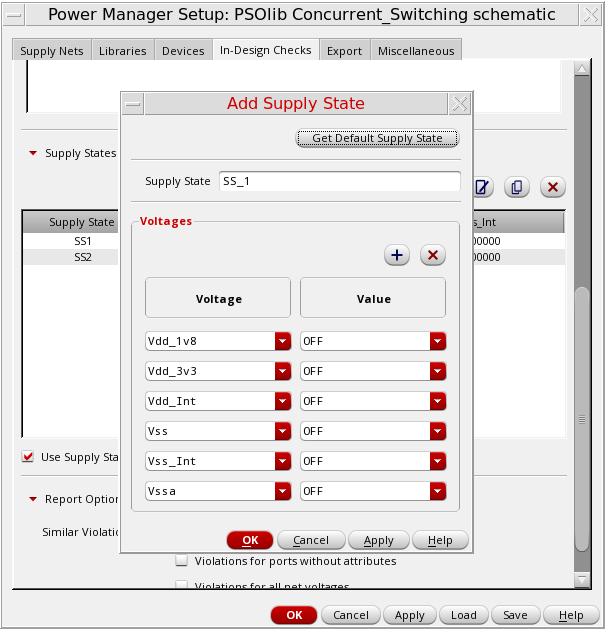 Power Manager Setup: PSOlib Concurrent_Switching schematic
Supply Nets Libraries Devices In-Design Checks Export Miscellaneous
Add Supply State
Get Default Supply State
Supply States
Supply State SS_1
Supply State s_Int
Voltages
SS1 00000
SS2 00000
Voltage Value
Vdd_1v8 OFF
Vdd_3v3 OFF
Vdd_Int OFF
Vss OFF
Use Supply Sta
Vss_Int OFF
Vssa OFF
Report Option
Similar Violatio
OK Cancel Apply Help
Violations for ports without attributes
Violations for all net voltages
OK Cancel Apply Load Save Help